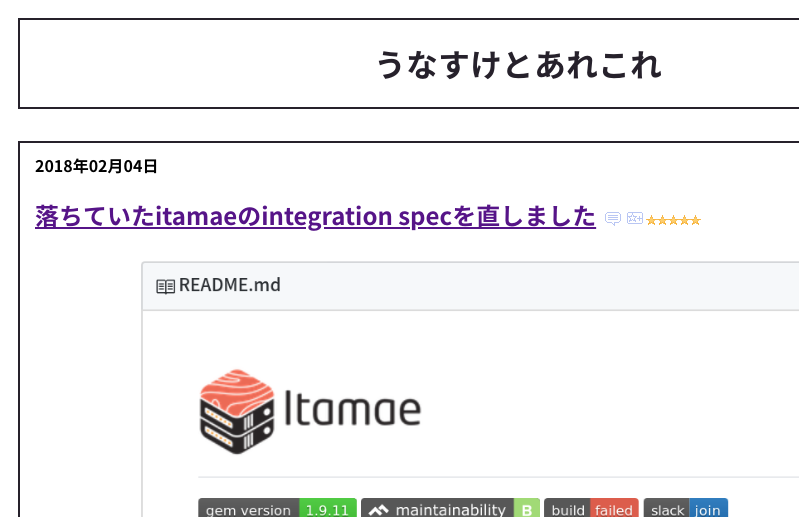 うなすけとあれこれ
2018年02月04日
落ちていたitamaeのintegration specを直しました
README.md
Itamae
gem version 1.9.11 maintainability B build failed slack join